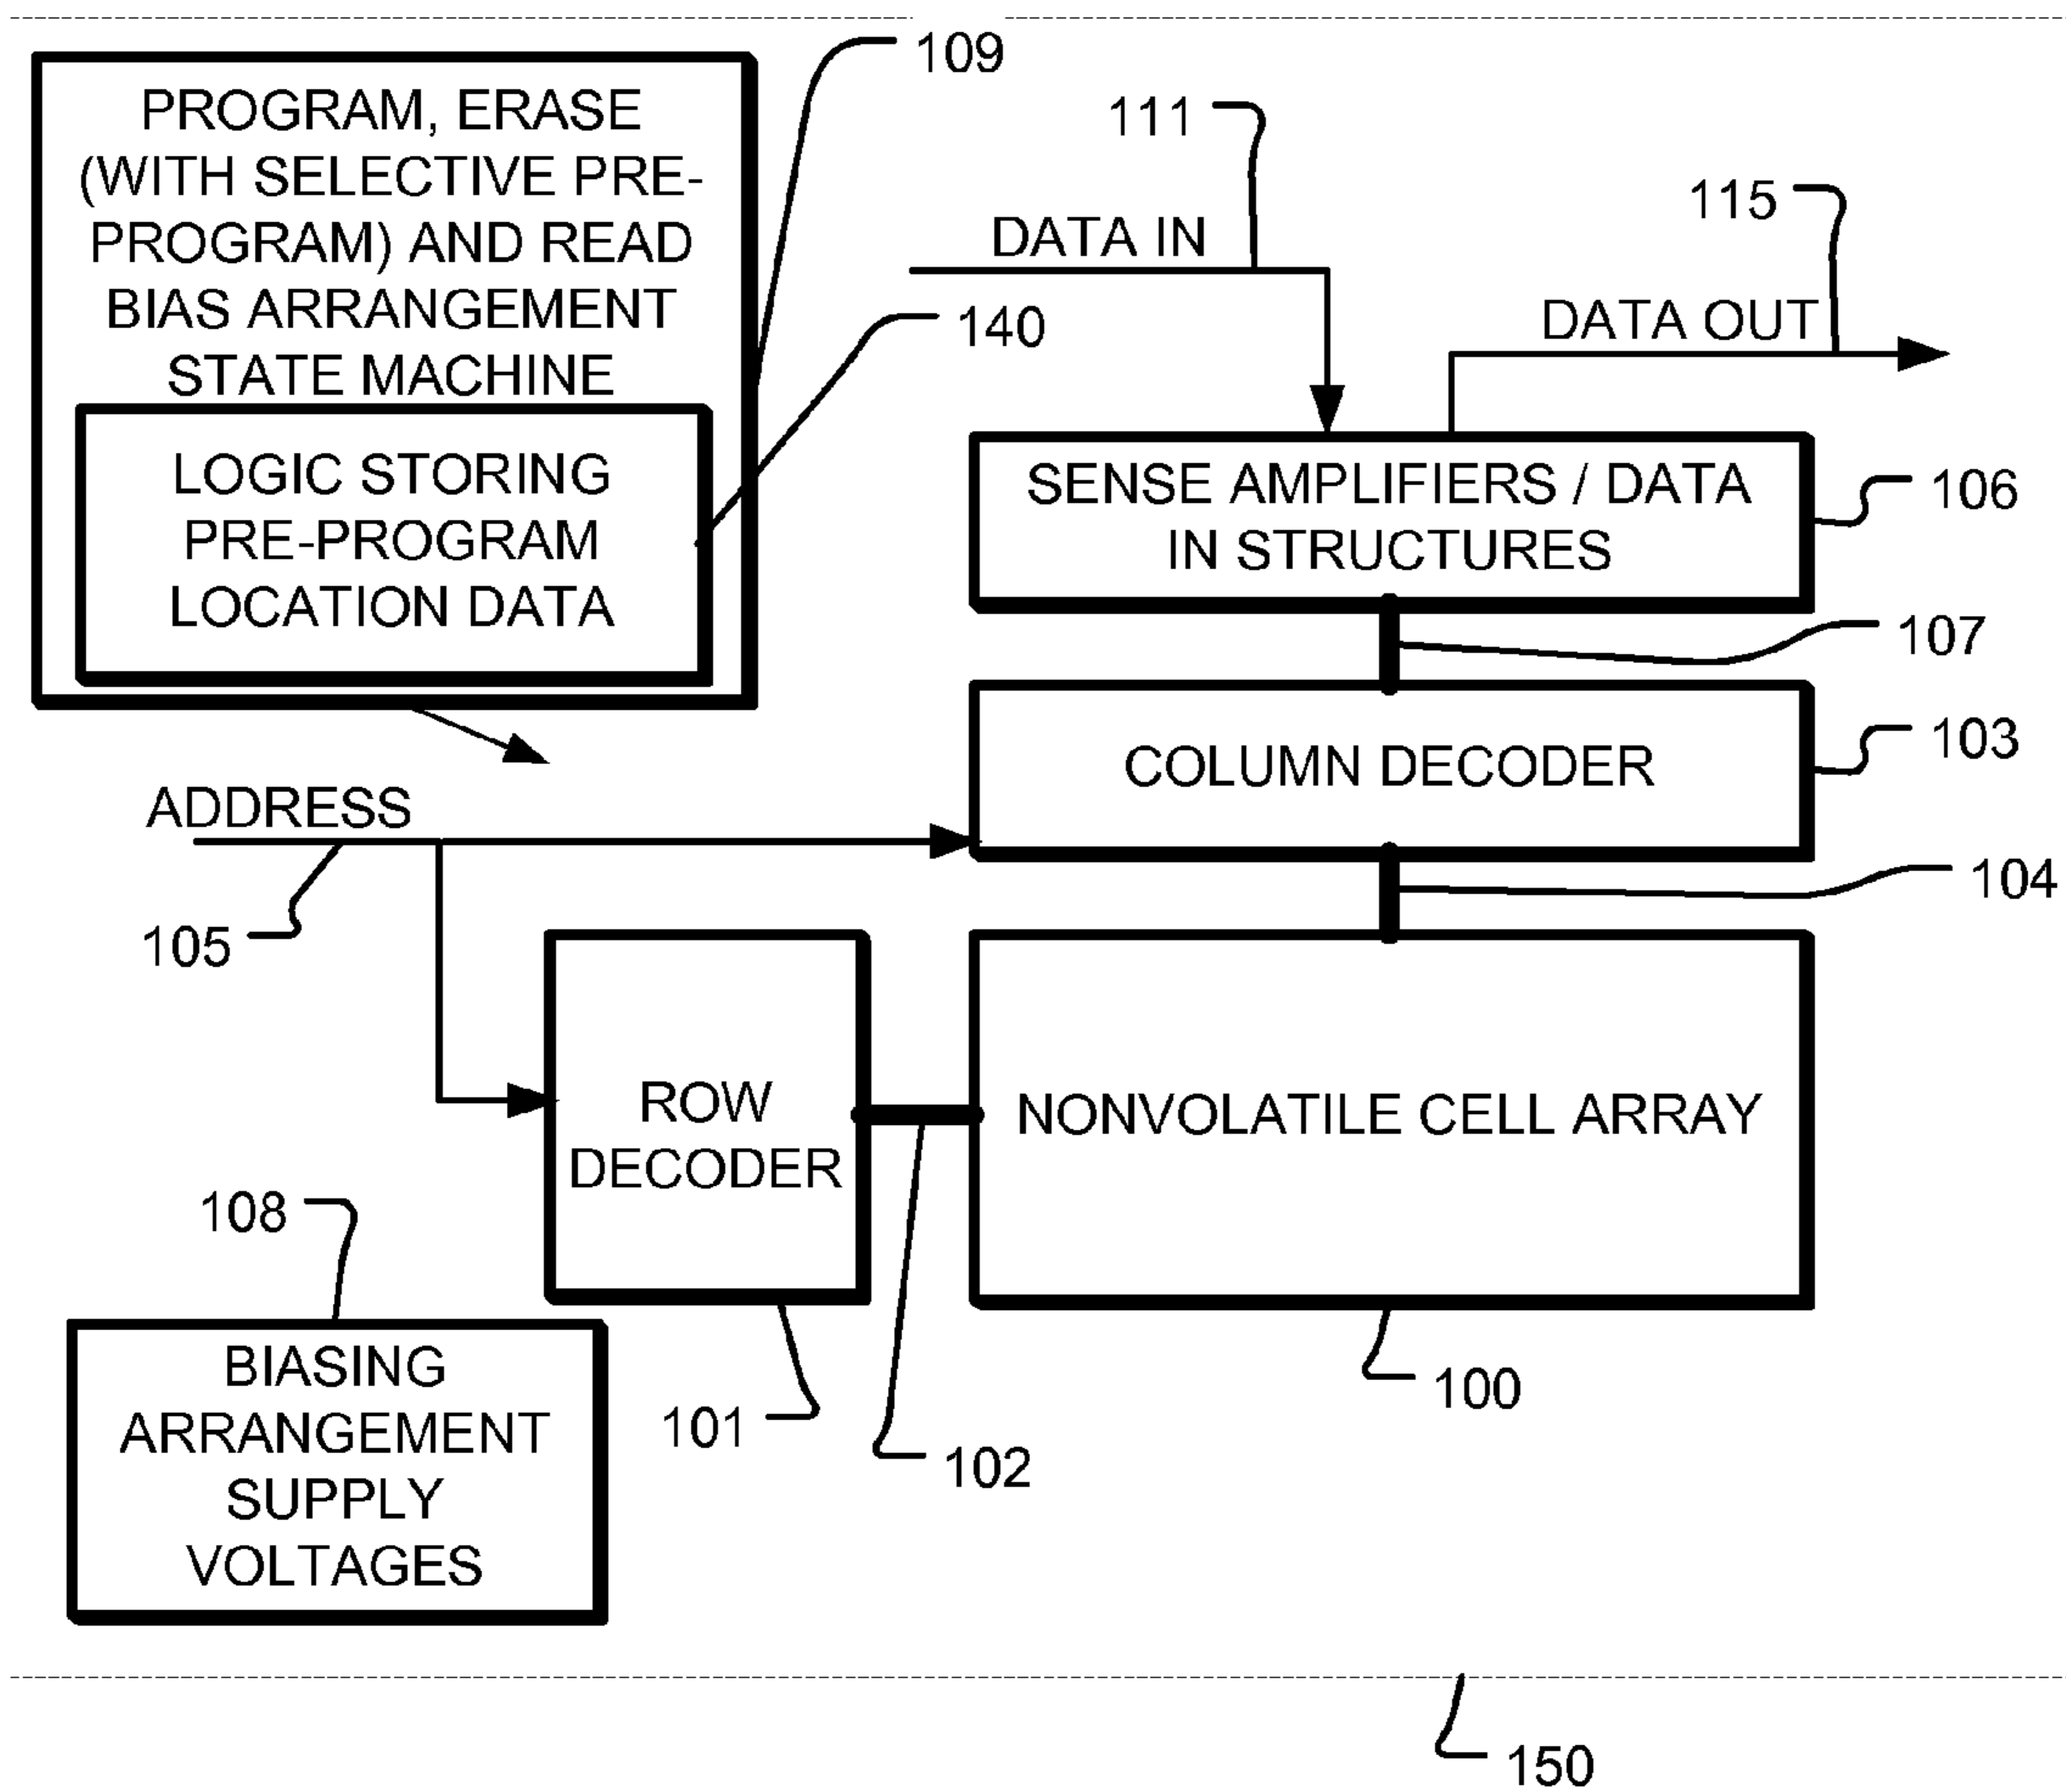 109
PROGRAM, ERASE
(WITH SELECTIVE PRE-
PROGRAM) AND READ
BIAS ARRANGEMENT
STATE MACHINE
140
LOGIC STORING
PRE-PROGRAM
LOCATION DATA
111
DATA IN
115
DATA OUT
SENSE AMPLIFIERS / DATA
IN STRUCTURES
106
107
COLUMN DECODER
103
ADDRESS
105
104
ROW
DECODER
NONVOLATILE CELL ARRAY
108
BIASING
ARRANGEMENT
SUPPLY
VOLTAGES
101
102
100
150